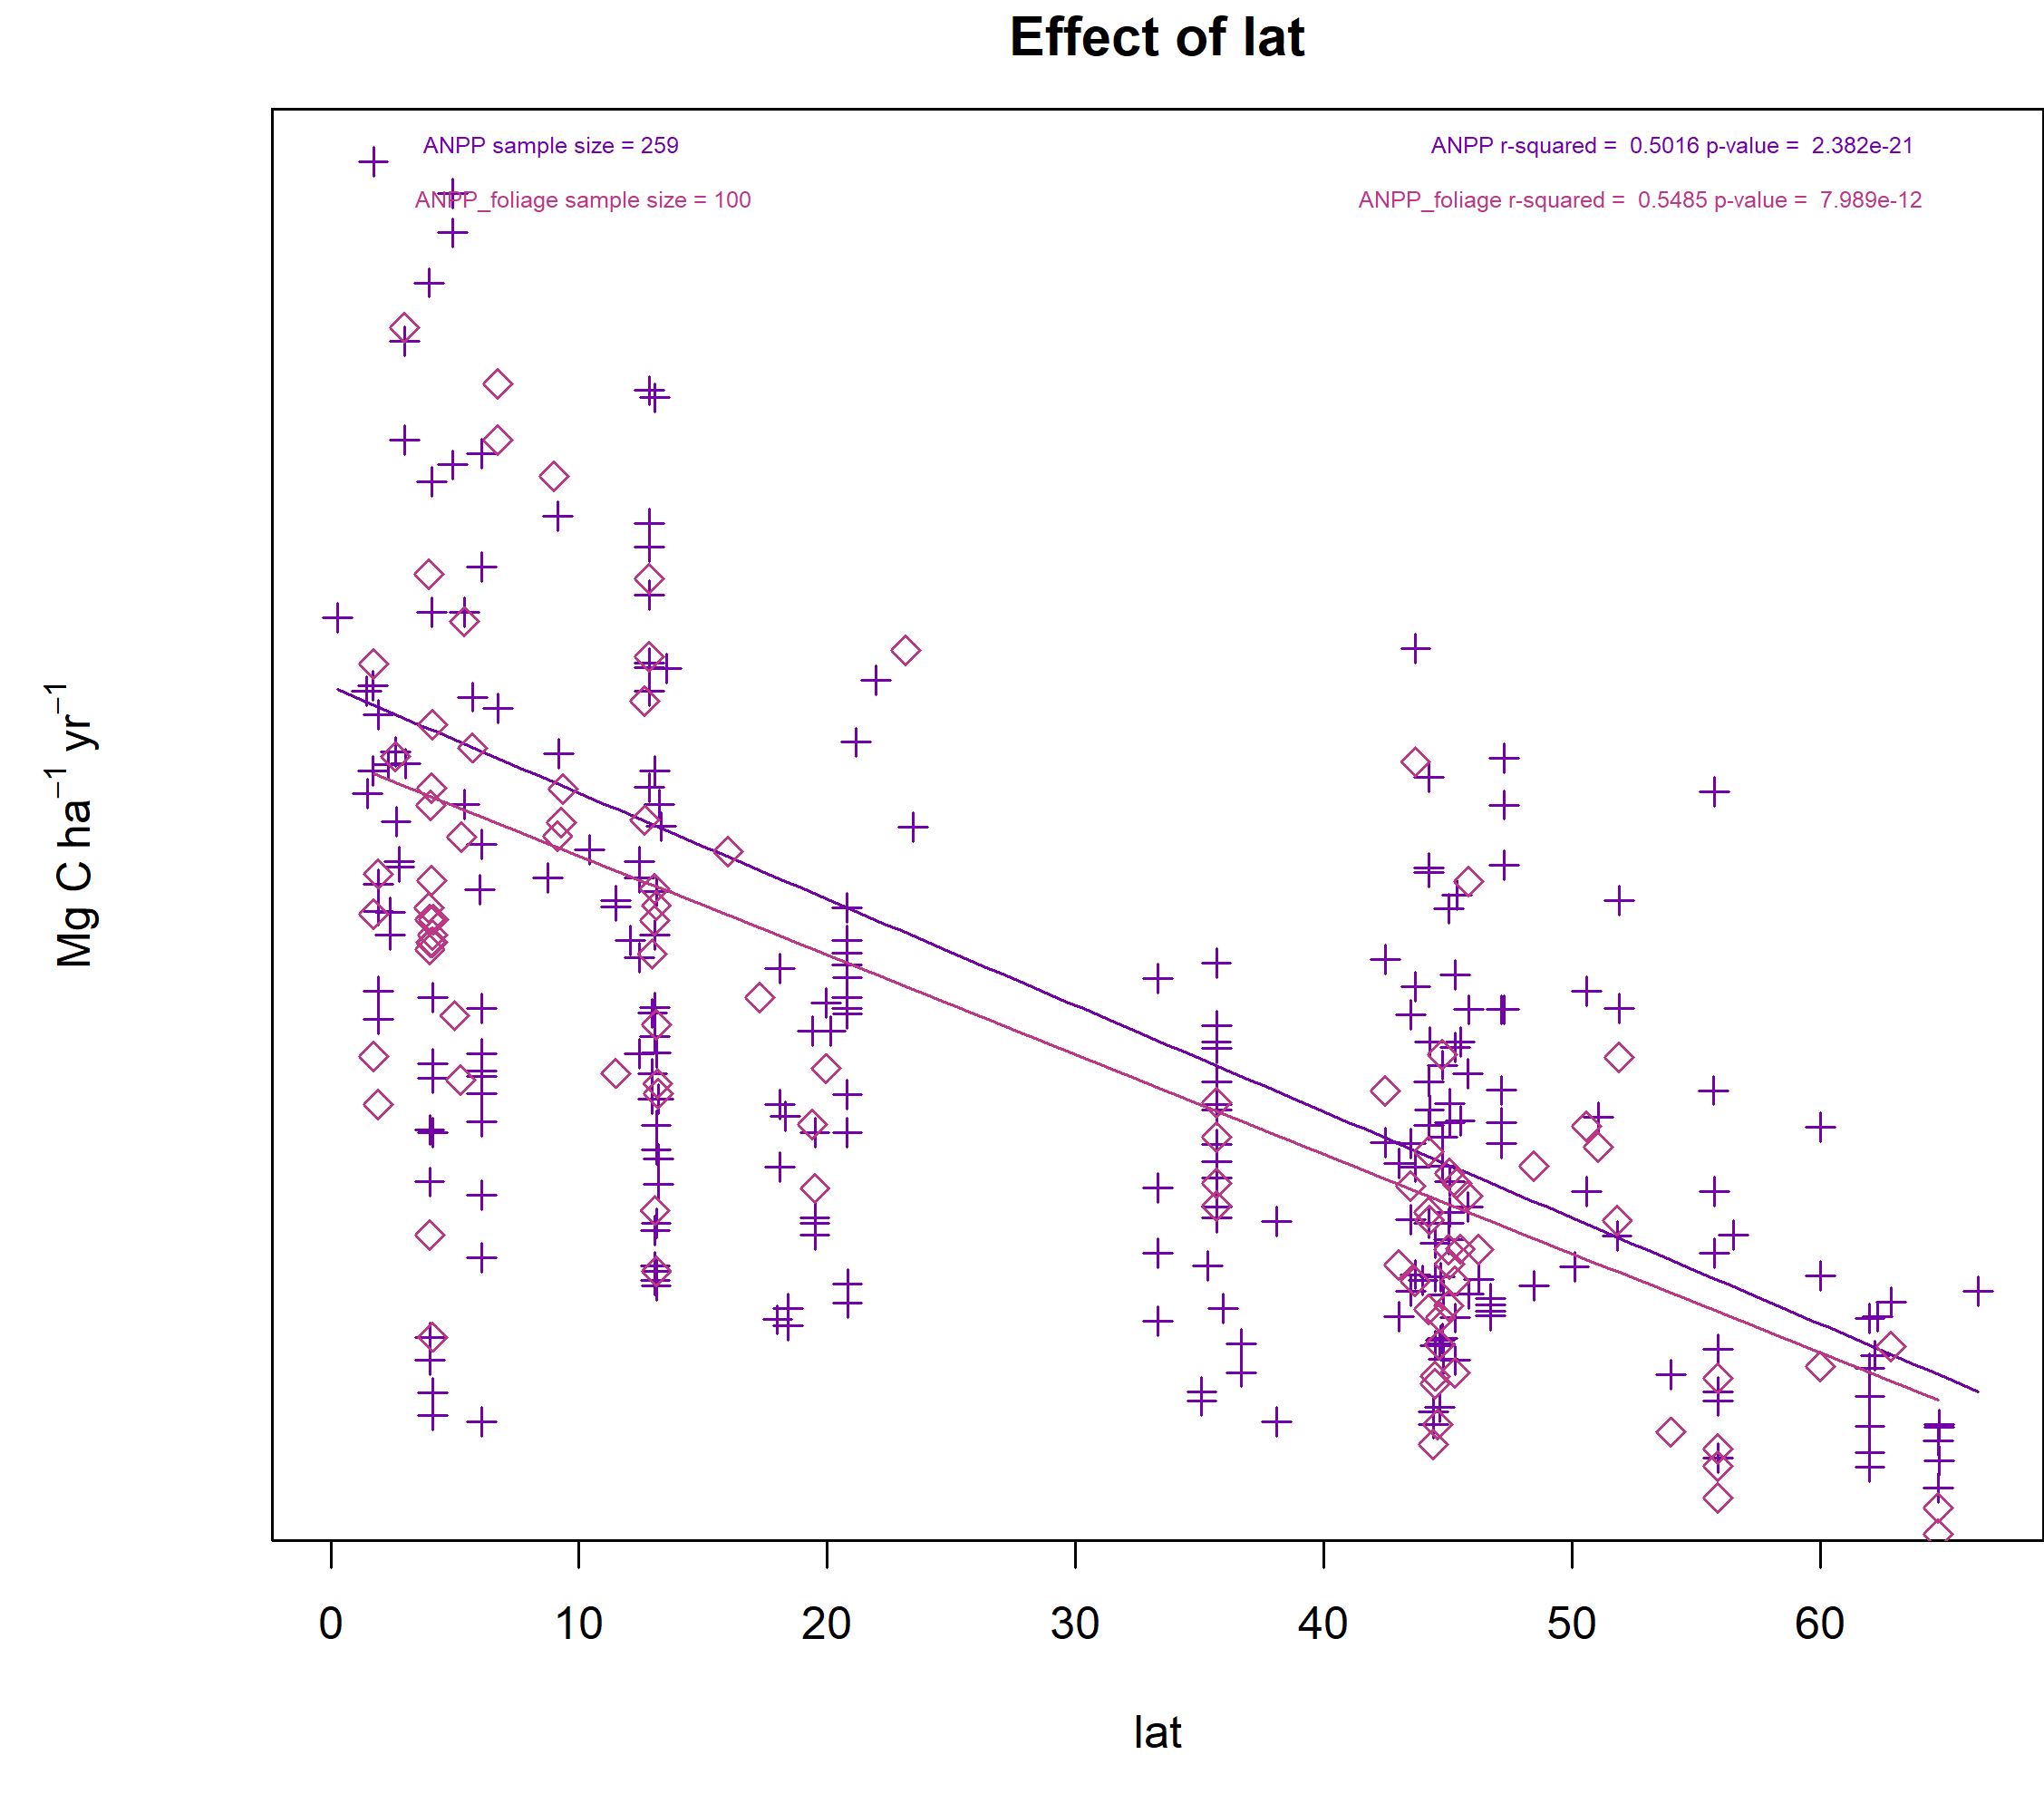 Effect of lat
ANPP sample size = 259
ANPP r-squared = 0.5016 p-value = 2.382e-21
ANPP_foliage sample size = 100
ANPP_foliage r-squared = 0.5485 p-value = 7.989e-12
Mg C ha⁻¹ yr⁻¹
0 10 20 30 40 50 60
lat